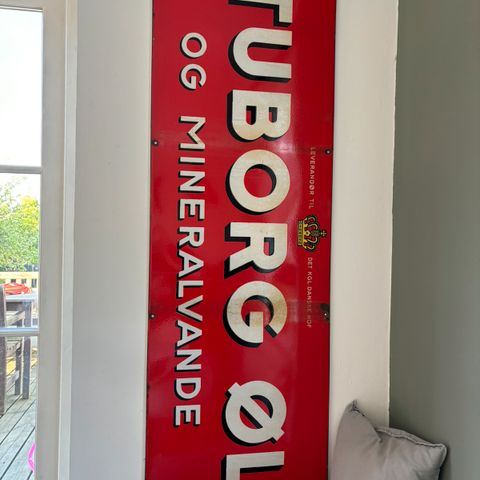 LEVERANDØR TIL DET KGL. DANSKE HOF
TUBORG ØL
OG MINERALVANDE